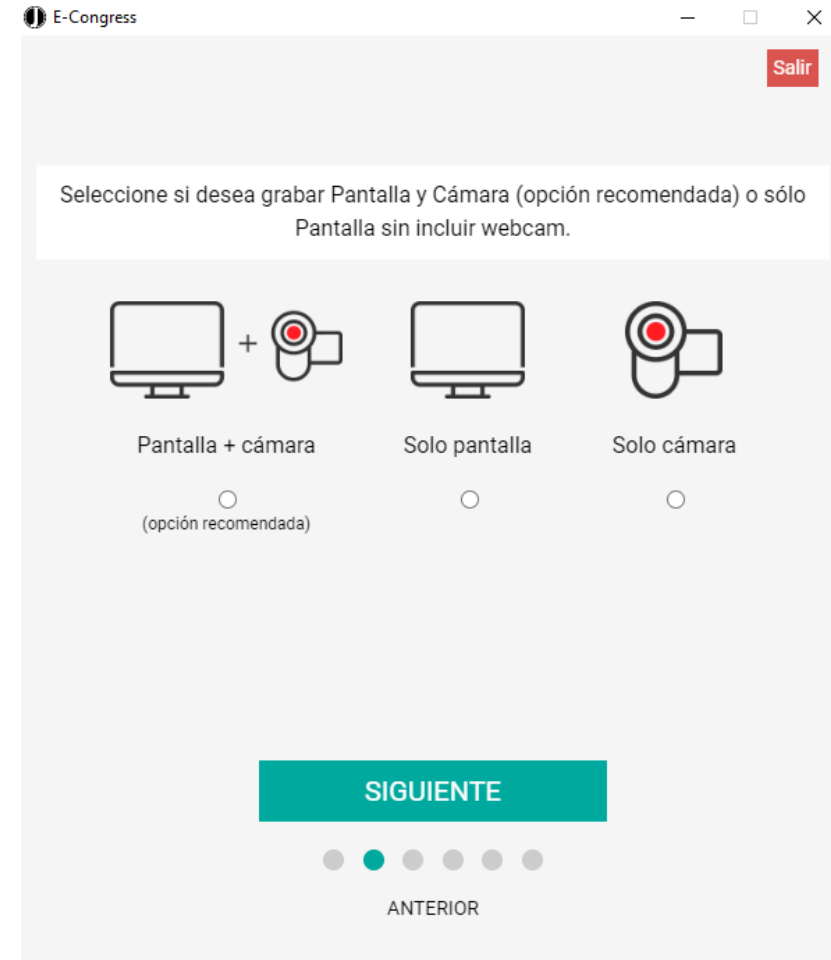 E-Congress
Salir
Seleccione si desea grabar Pantalla y Cámara (opción recomendada) o sólo
Pantalla sin incluir webcam.
+
Pantalla + cámara
Solo pantalla
Solo cámara
(opción recomendada)
SIGUIENTE
ANTERIOR